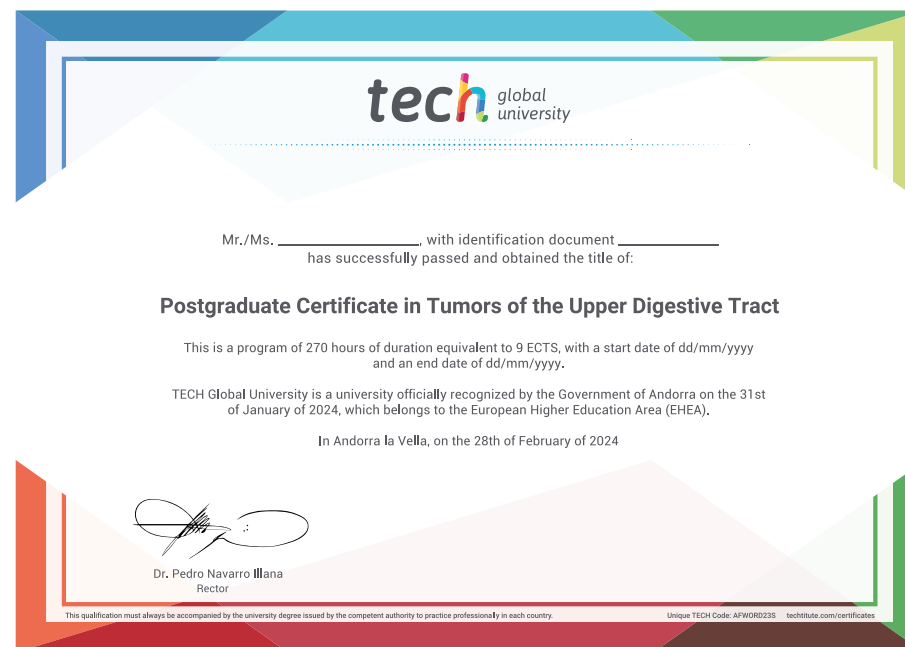 tech global
university
Mr./Ms. ____________________, with identification document ______________
has successfully passed and obtained the title of:
Postgraduate Certificate in Tumors of the Upper Digestive Tract
This is a program of 270 hours of duration equivalent to 9 ECTS, with a start date of dd/mm/yyyy
and an end date of dd/mm/yyyy.
TECH Global University is a university officially recognized by the Government of Andorra on the 31st
of January of 2024, which belongs to the European Higher Education Area (EHEA).
In Andorra la Vella, on the 28th of February of 2024
Dr. Pedro Navarro Illana
Rector
This qualification must always be accompanied by the university degree issued by the competent authority to practice professionally in each country. Unique TECH Code: AFWORD23S techtitute.com/certificates